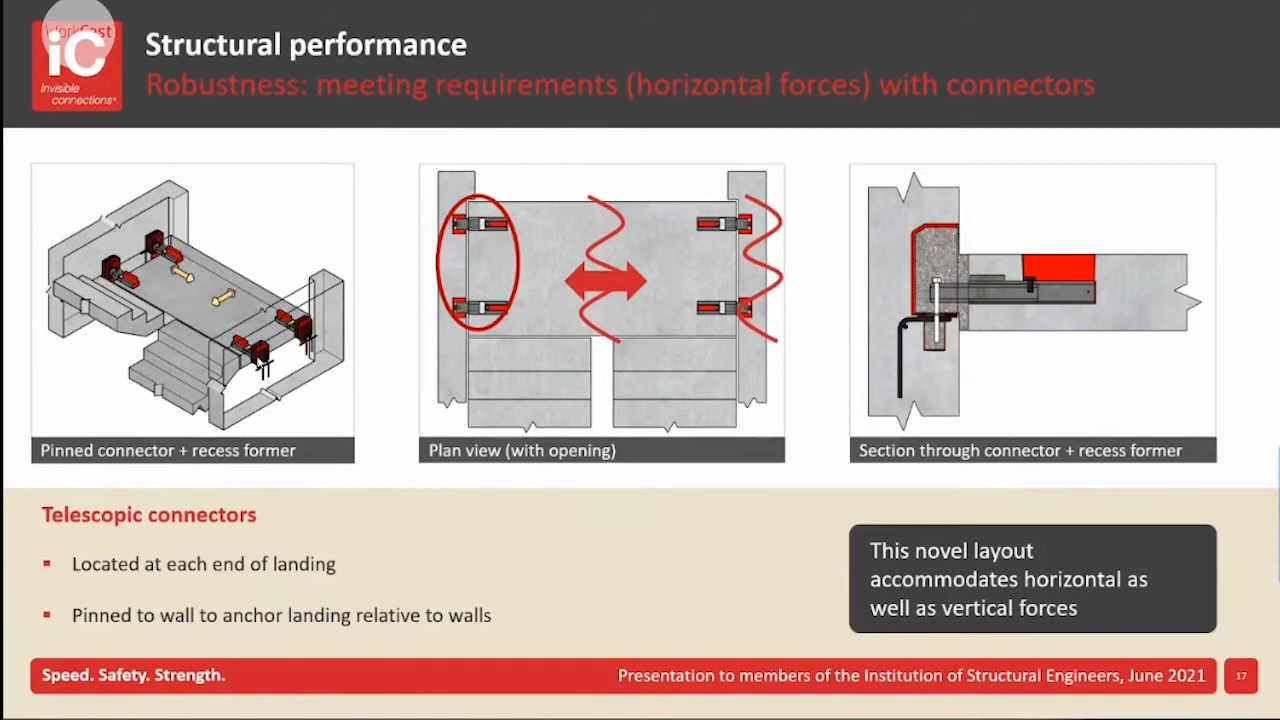 WorkCast
iC
Invisible
connections®
Structural performance
Robustness: meeting requirements (horizontal forces) with connectors
Pinned connector + recess former
Plan view (with opening)
Section through connector + recess former
Telescopic connectors
▪ Located at each end of landing
▪ Pinned to wall to anchor landing relative to walls
This novel layout
accommodates horizontal as
well as vertical forces
Speed. Safety. Strength.
Presentation to members of the Institution of Structural Engineers, June 2021
17